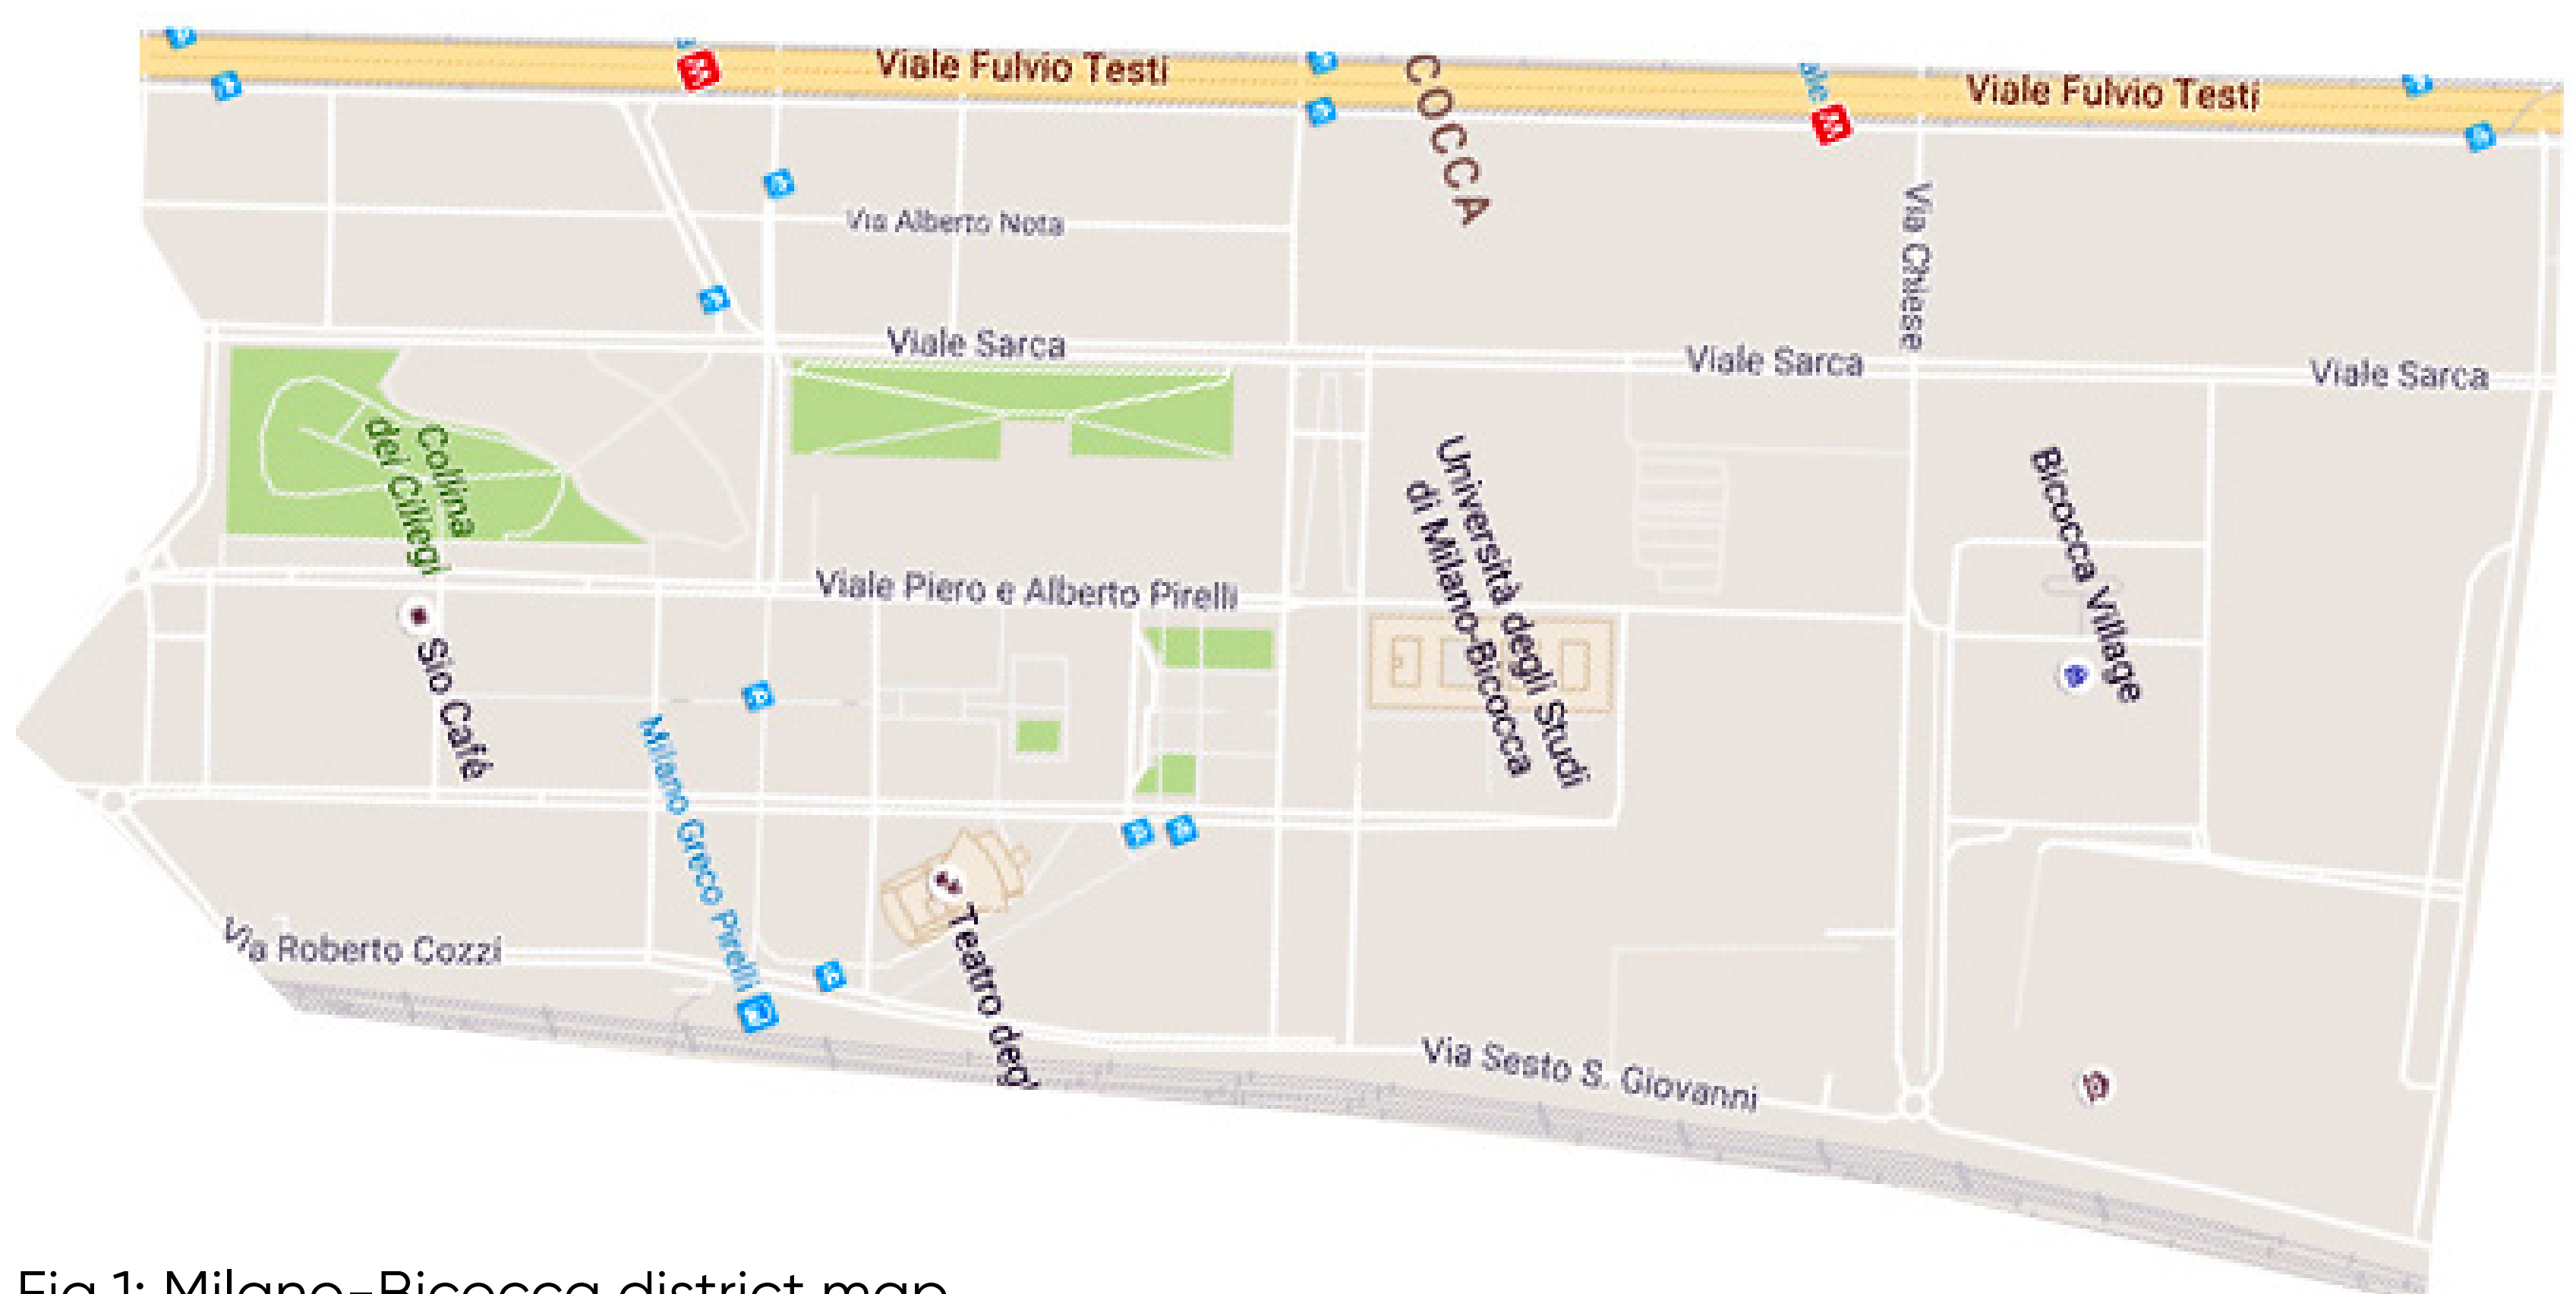 Viale Fulvio Testi
Viale Fulvio Testi
COCCA
Via Alberto Nota
Via Chiese
Viale Sarca
Viale Sarca
Viale Sarca
Collina
dei Ciliegi
Università degli Studi
di Milano-Bicocca
Bicocca Village
Viale Piero e Alberto Pirelli
Sio Café
Milano Greco Pirelli
Teatro degl
Via Roberto Cozzi
Via Sesto S. Giovanni
Fig 1: Milano-Bicocca district map